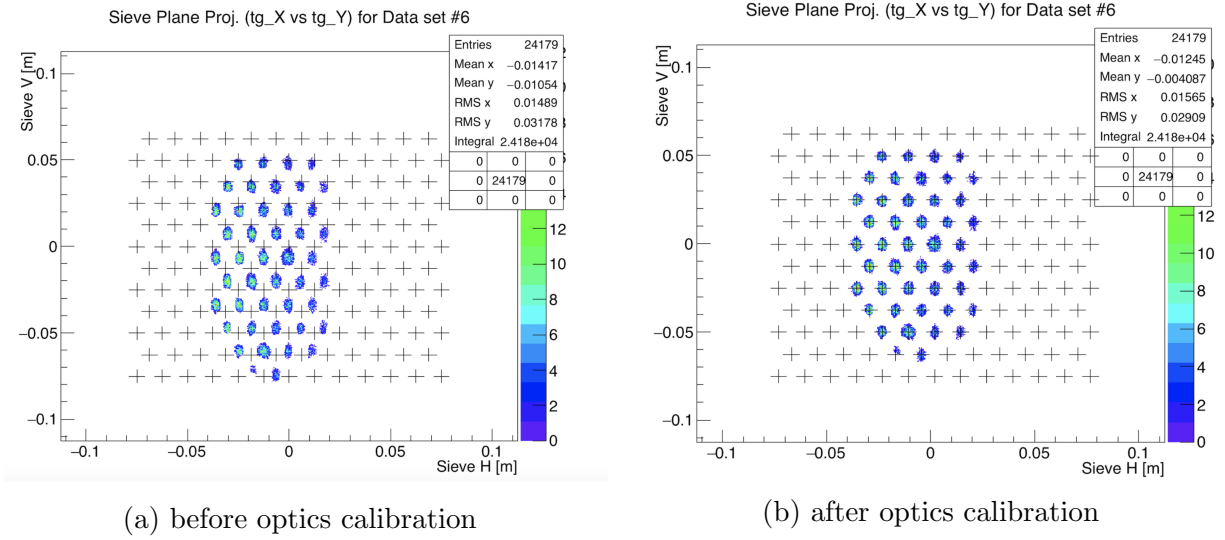 Sieve Plane Proj. (tg_X vs tg_Y) for Data set #6
Sieve V [m]
0.1
0.05
0
−0.05
−0.1
−0.1
−0.05
0
0.05
0.1
Sieve H [m]
Entries 24179
Mean x −0.01417
Mean y −0.01054
RMS x 0.01489
RMS y 0.03178
Integral 2.418e+04
0 0 0
0 24179 0
0 0 0
12
10
8
6
4
2
0
(a) before optics calibration
Sieve Plane Proj. (tg_X vs tg_Y) for Data set #6
Sieve V [m]
0.1
0.05
0
−0.05
−0.1
−0.1
−0.05
0
0.05
0.1
Sieve H [m]
Entries 24179
Mean x −0.01245
Mean y −0.004087
RMS x 0.01565
RMS y 0.02909
Integral 2.418e+04
0 0 0
0 24179 0
0 0 0
12
10
8
6
4
2
0
(b) after optics calibration